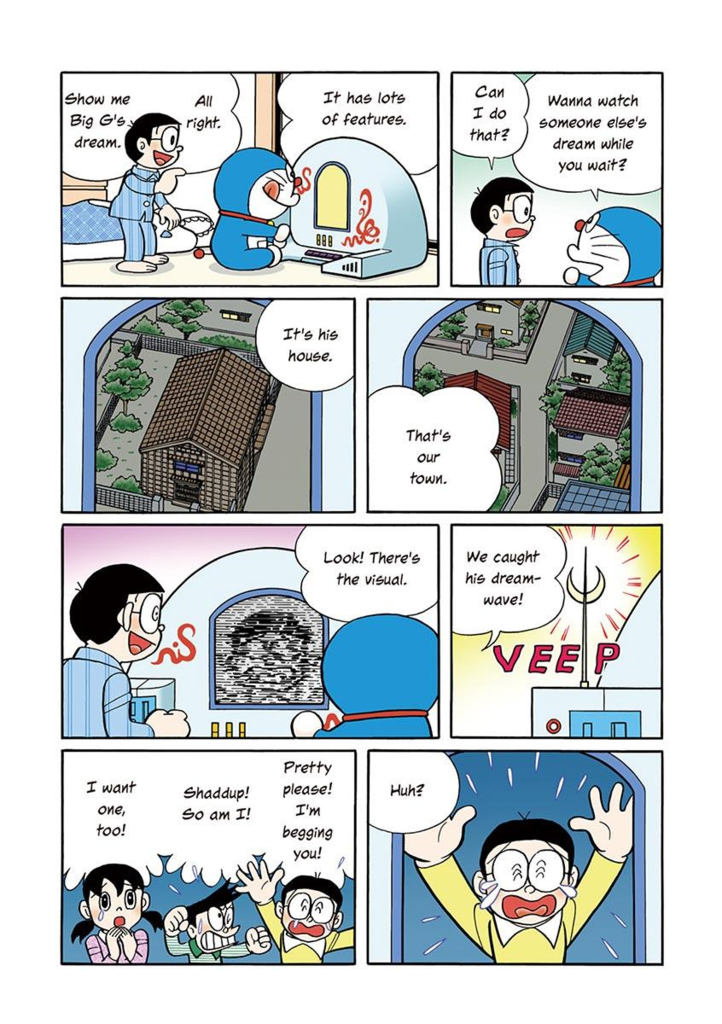 Wanna watch
someone else's
dream while
you wait?
Can
I do
that?
It has lots
of features.
All
right.
Show me
Big G's
dream.
That's
our
town.
It's his
house.
We caught
his dream-
wave!
VEEP
Look! There's
the visual.
Huh?
Pretty
please!
I'm
begging
you!
Shaddup!
So am I!
I want
one,
too!